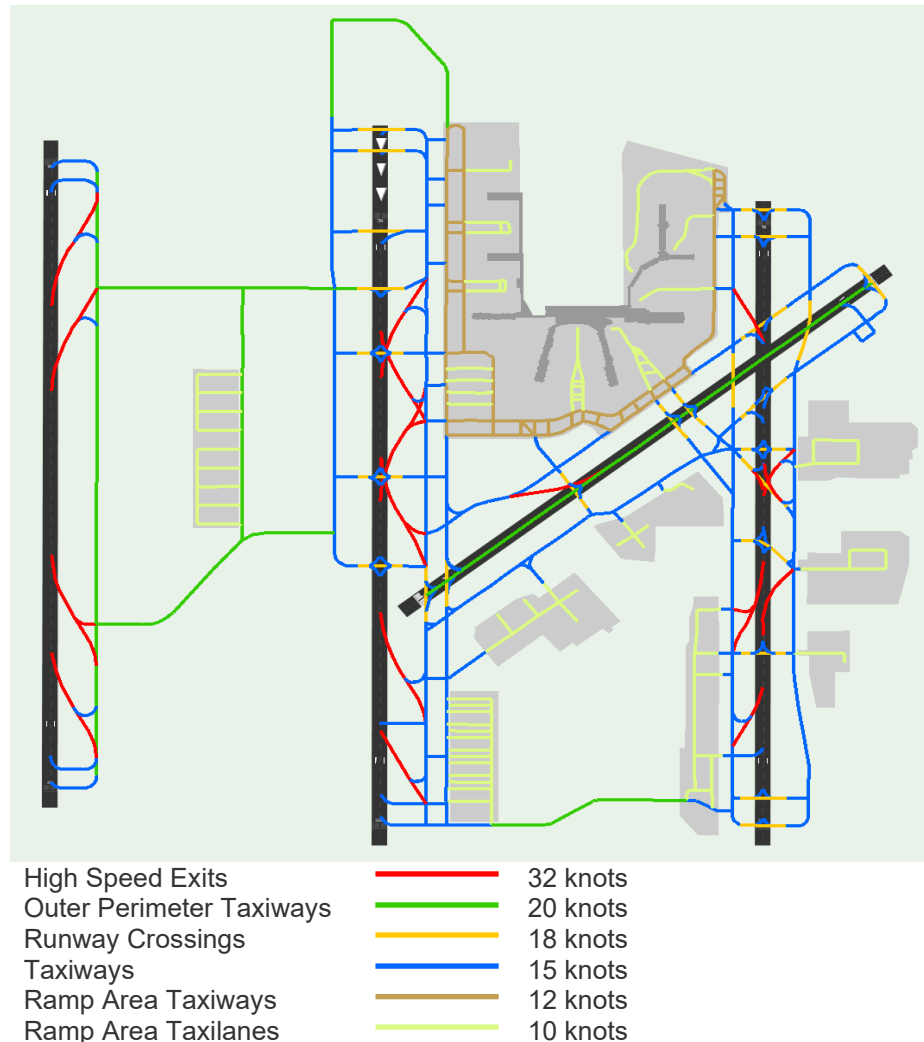 High Speed Exits 32 knots
Outer Perimeter Taxiways 20 knots
Runway Crossings 18 knots
Taxiways 15 knots
Ramp Area Taxiways 12 knots
Ramp Area Taxilanes 10 knots